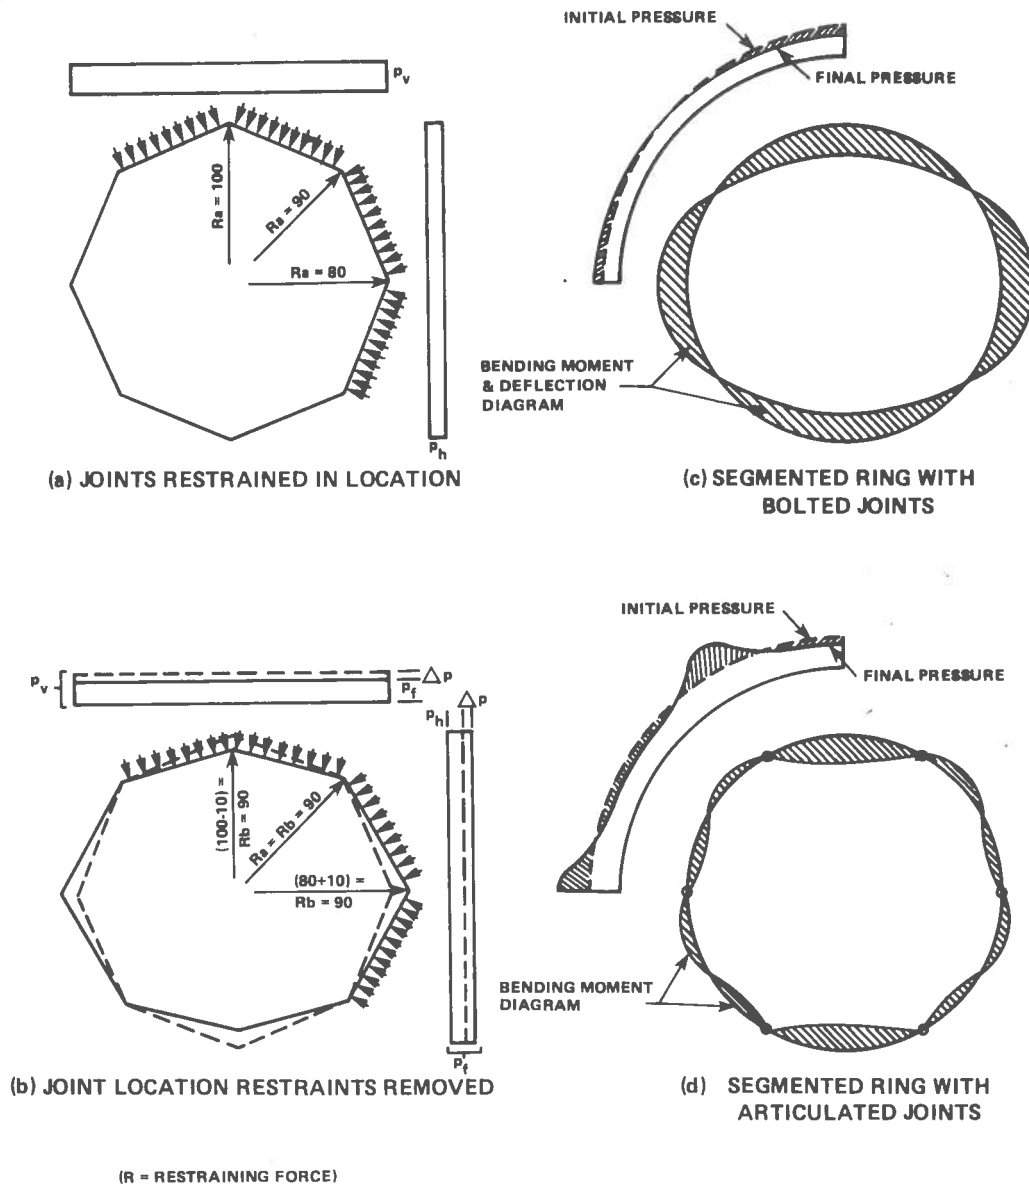 p_v
Ra = 100
Ra = 90
Ra = 80
p_h
(a) JOINTS RESTRAINED IN LOCATION
INITIAL PRESSURE
FINAL PRESSURE
BENDING MOMENT
& DEFLECTION
DIAGRAM
(c) SEGMENTED RING WITH
BOLTED JOINTS
p_v
△p
p_f
p_h
△p
(100-10) =
Rb = 90
Ra = Rb = 90
(80+10) =
Rb = 90
p'_f
(b) JOINT LOCATION RESTRAINTS REMOVED
INITIAL PRESSURE
FINAL PRESSURE
BENDING MOMENT
DIAGRAM
(d) SEGMENTED RING WITH
ARTICULATED JOINTS
(R = RESTRAINING FORCE)